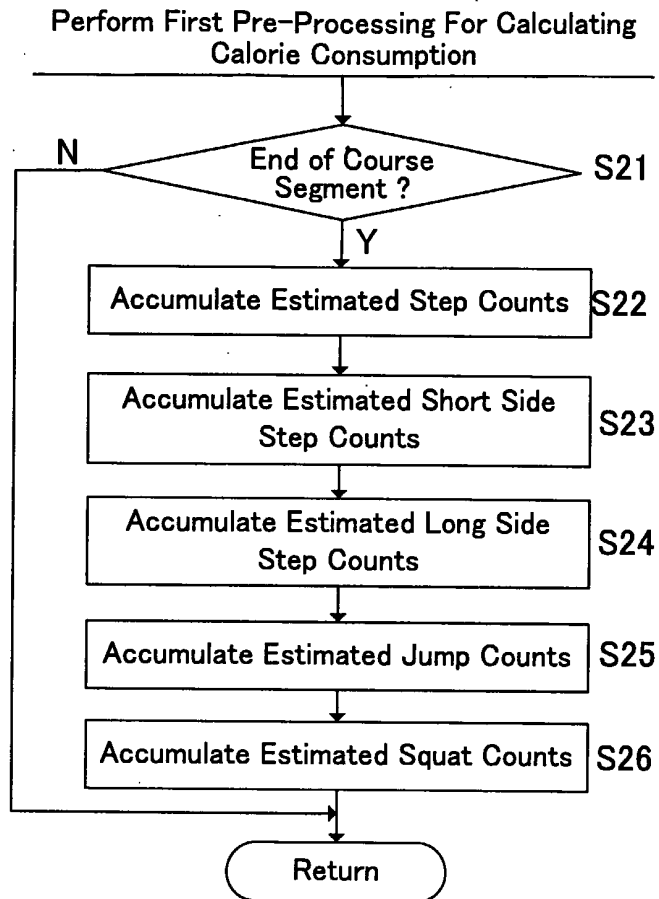 Perform First Pre-Processing For Calculating
Calorie Consumption
N
End of Course
Segment ?
S21
Y
Accumulate Estimated Step Counts
S22
Accumulate Estimated Short Side
Step Counts
S23
Accumulate Estimated Long Side
Step Counts
S24
Accumulate Estimated Jump Counts
S25
Accumulate Estimated Squat Counts
S26
Return